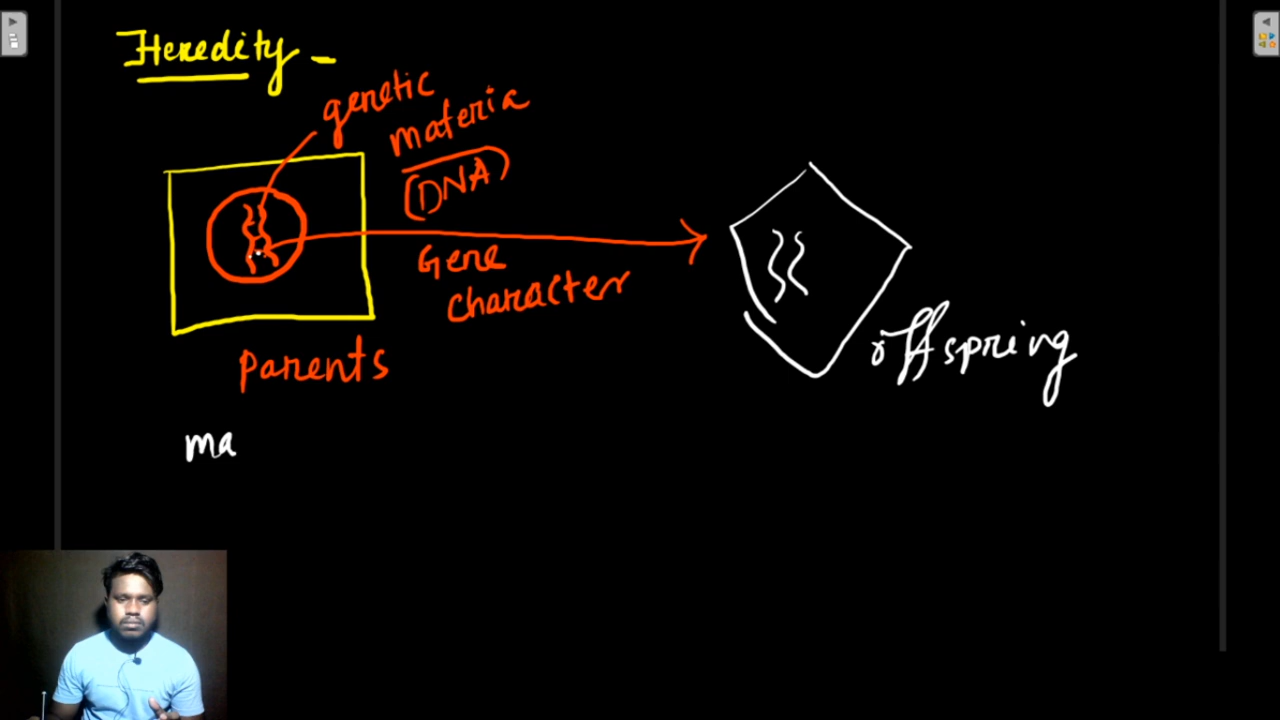 Heredity -
genetic
materia
(DNA)
Gene
character
parents
offspring
ma